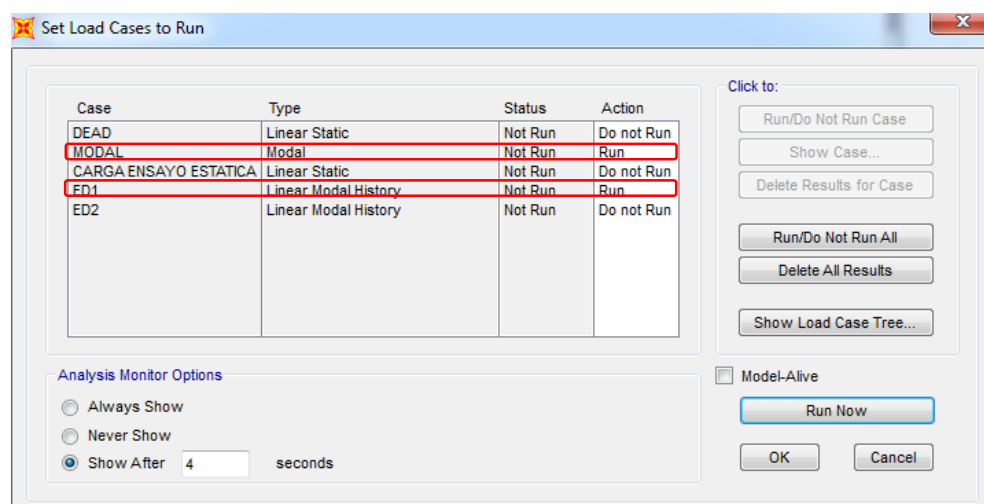 Set Load Cases to Run
Click to:
Case Type Status Action
DEAD Linear Static Not Run Do not Run
MODAL Modal Not Run Run
CARGA ENSAYO ESTATICA Linear Static Not Run Do not Run
ED1 Linear Modal History Not Run Run
ED2 Linear Modal History Not Run Do not Run
Run/Do Not Run Case
Show Case...
Delete Results for Case
Run/Do Not Run All
Delete All Results
Show Load Case Tree...
Analysis Monitor Options
Always Show
Never Show
Show After 4 seconds
Model-Alive
Run Now
OK Cancel